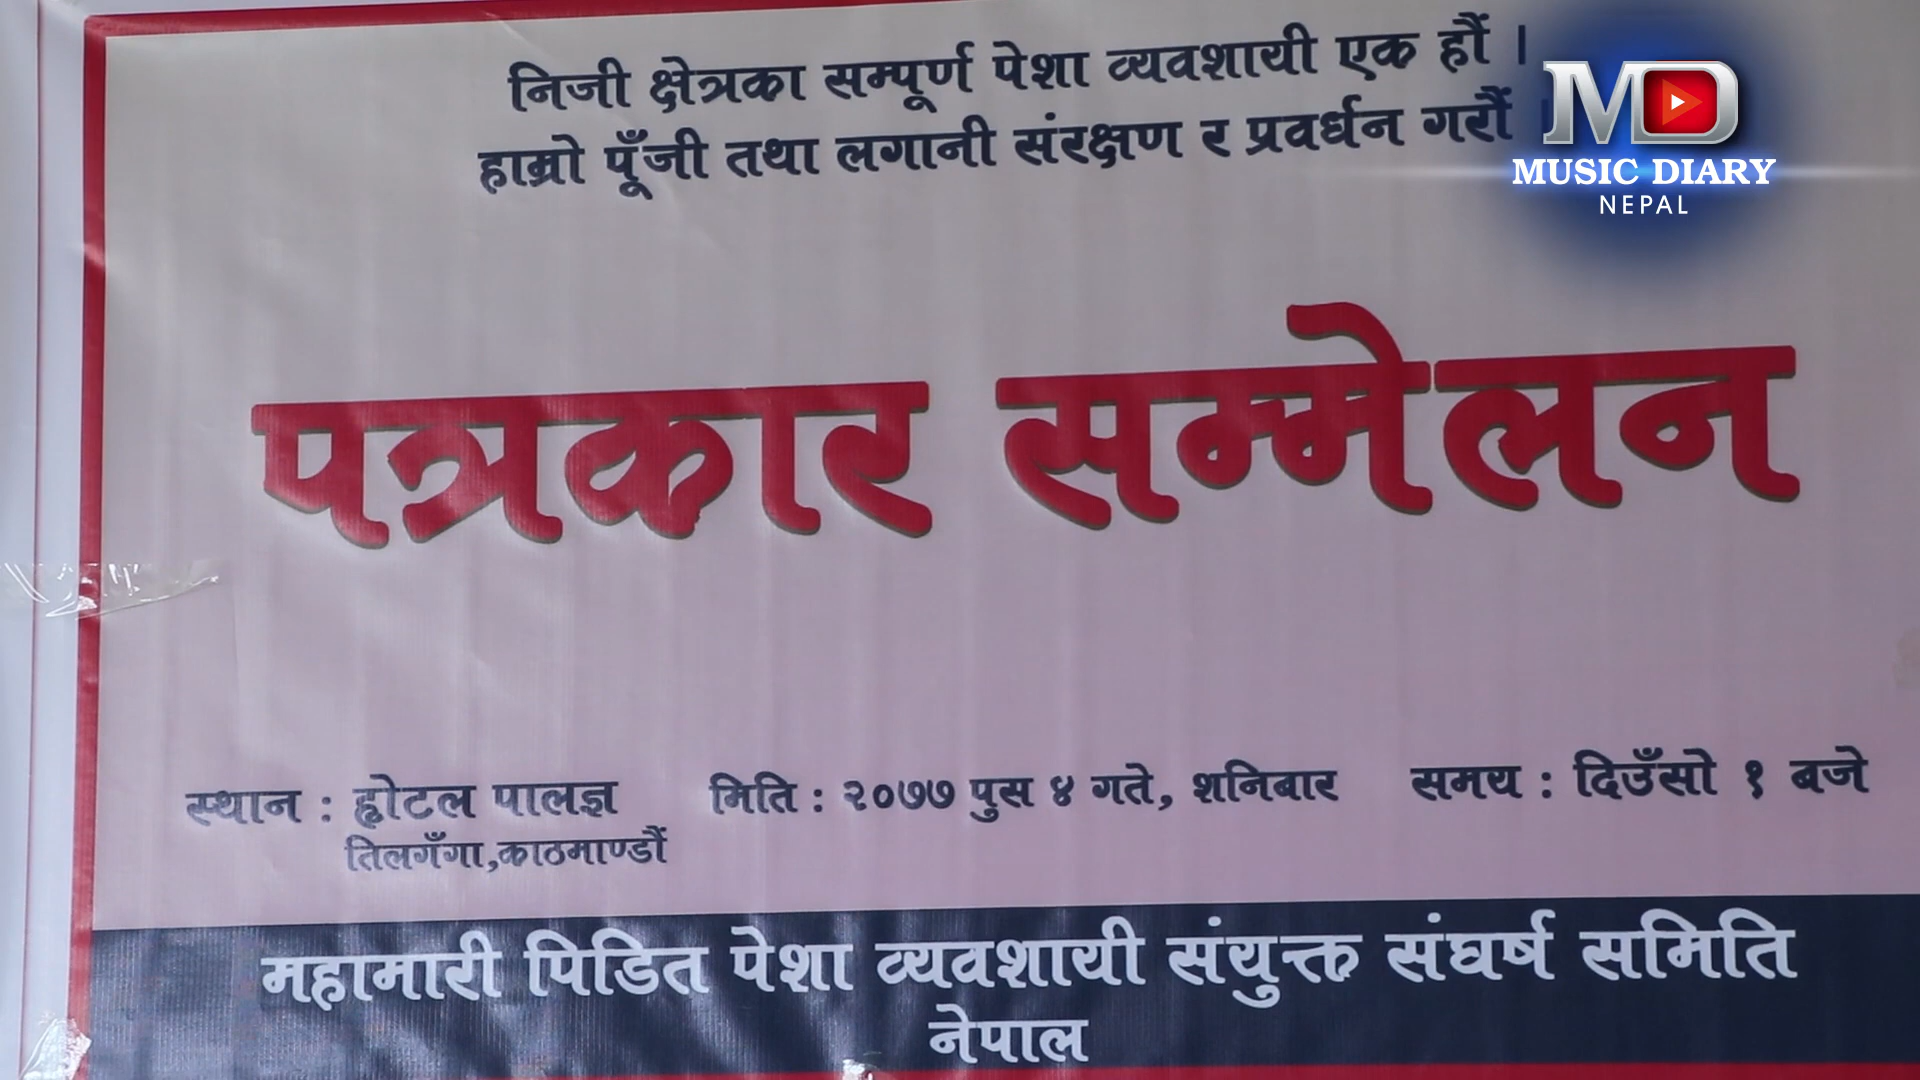 निजी क्षेत्रका सम्पूर्ण पेशा व्यवशायी एक हौं ।
हाम्रो पूँजी तथा लगानी संरक्षण र प्रवर्धन गरौं ।
MD
MUSIC DIARY
NEPAL
पत्रकार सम्मेलन
स्थान : होटल पालज्ञ मिति : २०७७ पुस ४ गते, शनिबार समय : दिउँसो १ बजे
तिलगँगा,काठमाण्डौं
महामारी पिडित पेशा व्यवशायी संयुक्त संघर्ष समिति
नेपाल